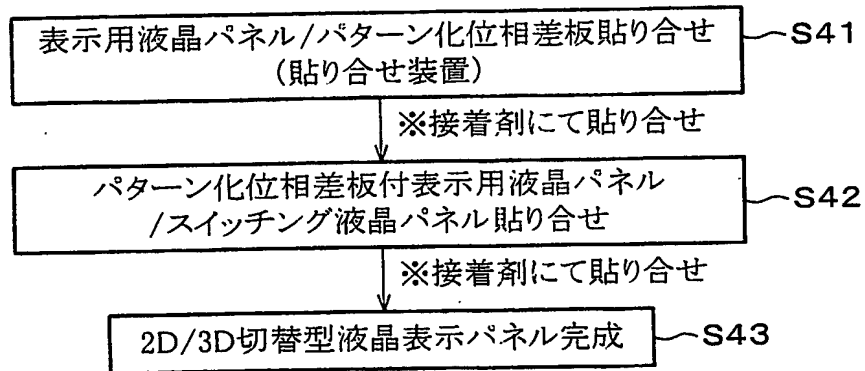 表示用液晶パネル/パターン化位相差板貼り合せ
(貼り合せ装置)
S41
※接着剤にて貼り合せ
パターン化位相差板付表示用液晶パネル
/スイッチング液晶パネル貼り合せ
S42
※接着剤にて貼り合せ
2D/3D切替型液晶表示パネル完成
S43